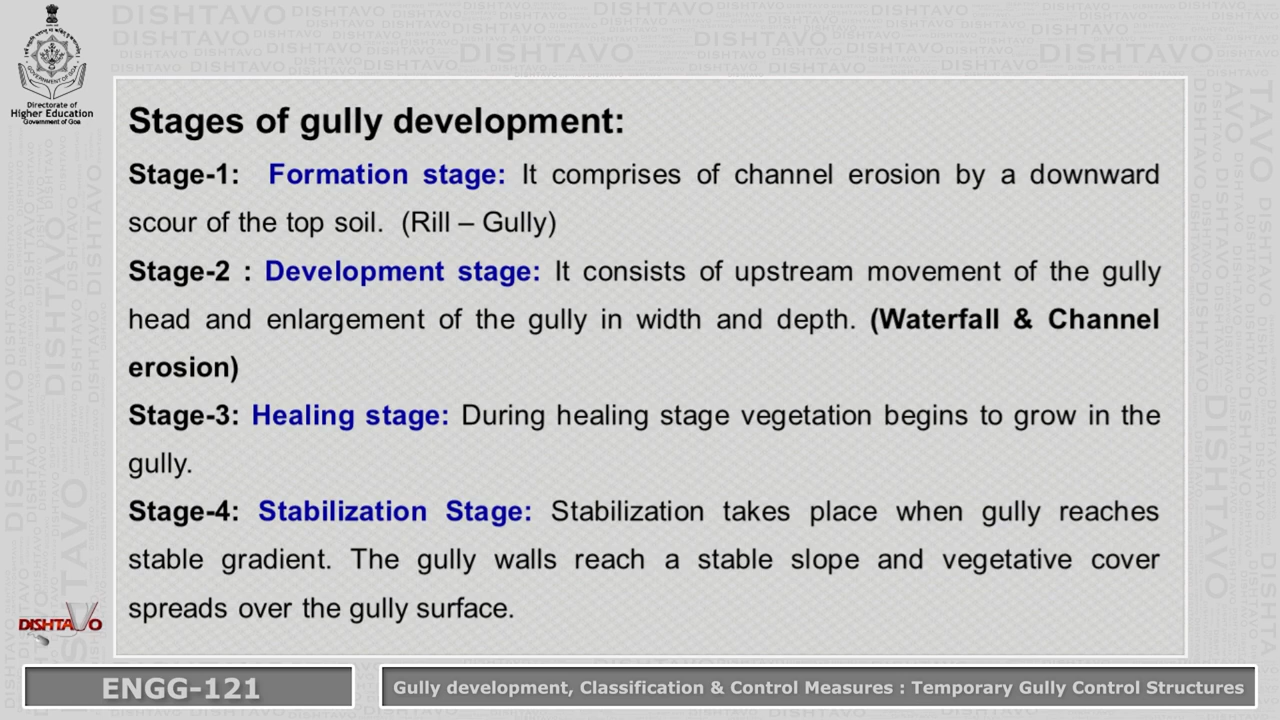 Directorate of
Higher Education
Government of Goa
Stages of gully development:
Stage-1: Formation stage: It comprises of channel erosion by a downward
scour of the top soil. (Rill – Gully)
Stage-2 : Development stage: It consists of upstream movement of the gully
head and enlargement of the gully in width and depth. (Waterfall & Channel
erosion)
Stage-3: Healing stage: During healing stage vegetation begins to grow in the
gully.
Stage-4: Stabilization Stage: Stabilization takes place when gully reaches
stable gradient. The gully walls reach a stable slope and vegetative cover
spreads over the gully surface.
DISHTAVO
ENGG-121
Gully development, Classification & Control Measures : Temporary Gully Control Structures